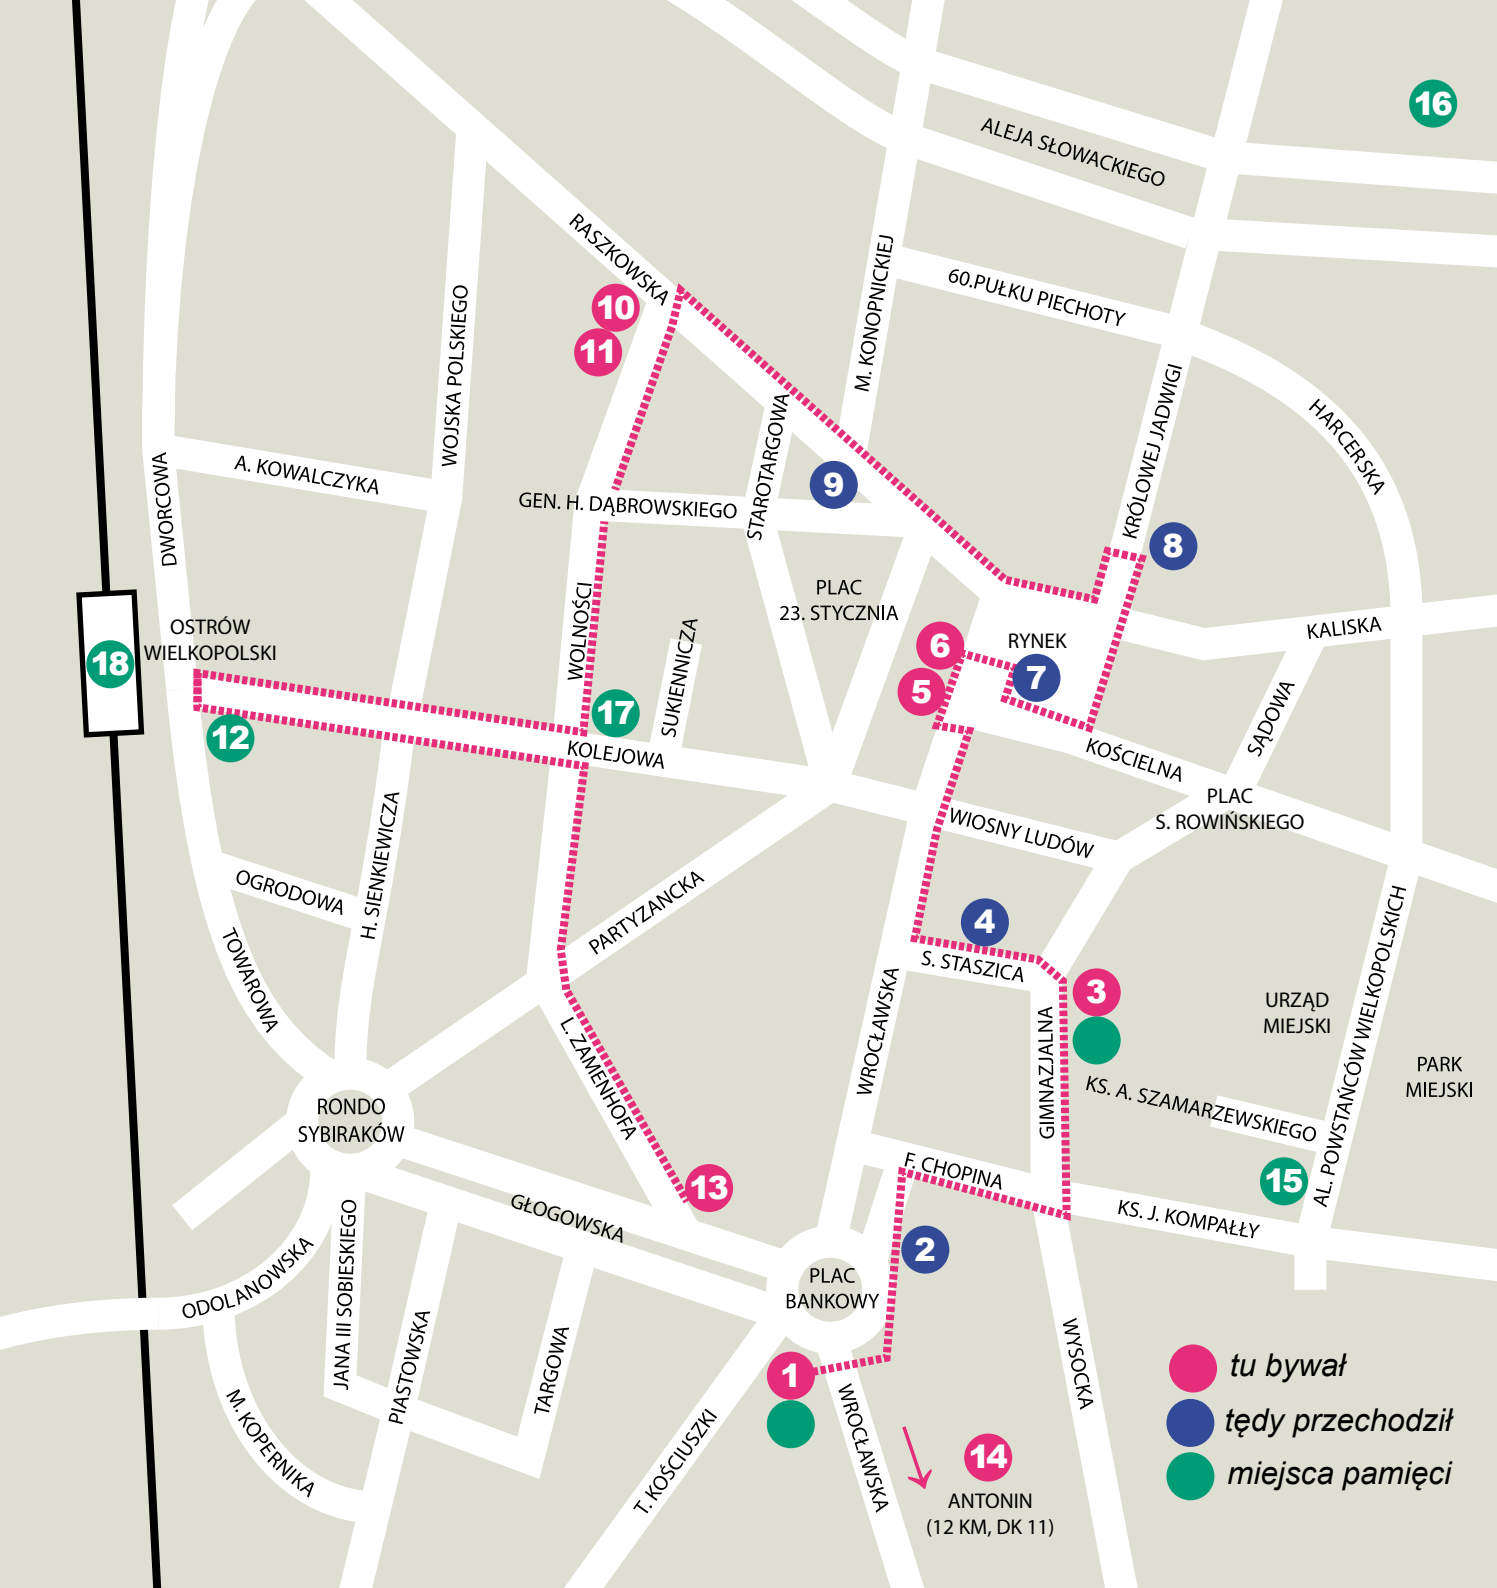 16
ALEJA SŁOWACKIEGO
RASZKOWSKA
M. KONOPNICKIEJ
60.PUŁKU PIECHOTY
10
11
WOJSKA POLSKIEGO
KRÓLOWEJ JADWIGI
HARCERSKA
STAROTARGOWA
DWORCOWA
A. KOWALCZYKA
9
GEN. H. DĄBROWSKIEGO
8
PLAC
23. STYCZNIA
WOLNOŚCI
SUKIENNICZA
OSTRÓW
WIELKOPOLSKI
18
6
RYNEK
7
5
KALISKA
SĄDOWA
17
12
KOLEJOWA
KOŚCIELNA
PLAC
S. ROWIŃSKIEGO
WIOSNY LUDÓW
H. SIENKIEWICZA
OGRODOWA
PARTYZANCKA
TOWAROWA
4
S. STASZICA
WROCŁAWSKA
3
GIMNAZJALNA
URZĄD
MIEJSKI
AL. POWSTAŃCÓW WIELKOPOLSKICH
PARK
MIEJSKI
KS. A. SZAMARZEWSKIEGO
L. ZAMENHOFA
RONDO
SYBIRAKÓW
F. CHOPINA
15
13
GŁOGOWSKA
KS. J. KOMPAŁŁY
2
ODOLANOWSKA
JANA III SOBIESKIEGO
PLAC
BANKOWY
PIASTOWSKA
TARGOWA
1
WYSOCKA
M. KOPERNIKA
T. KOŚCIUSZKI
WROCŁAWSKA
14
ANTONIN
(12 KM, DK 11)
tu bywał
tędy przechodził
miejsca pamięci